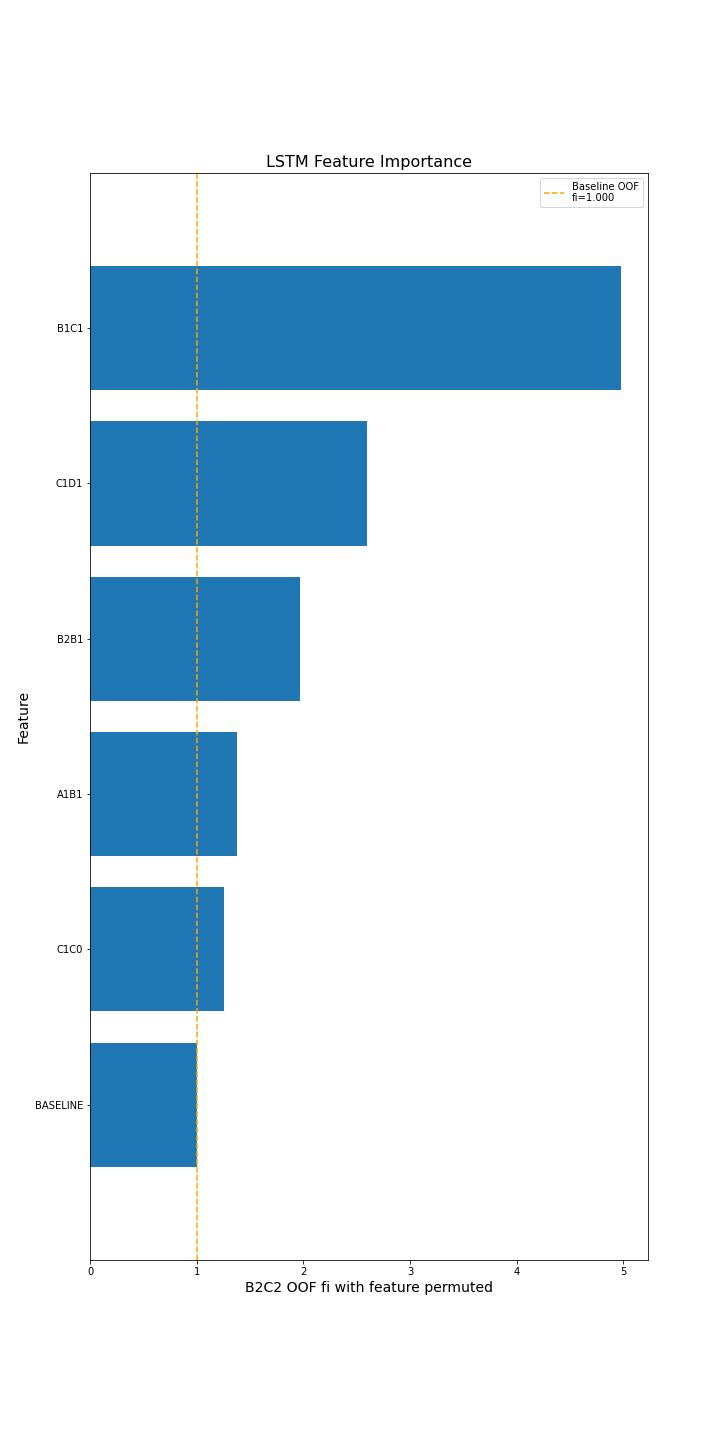 LSTM Feature Importance
Baseline OOF
fi=1.000
B1C1
C1D1
B2B1
A1B1
C1C0
BASELINE
Feature
0 1 2 3 4 5
B2C2 OOF fi with feature permuted